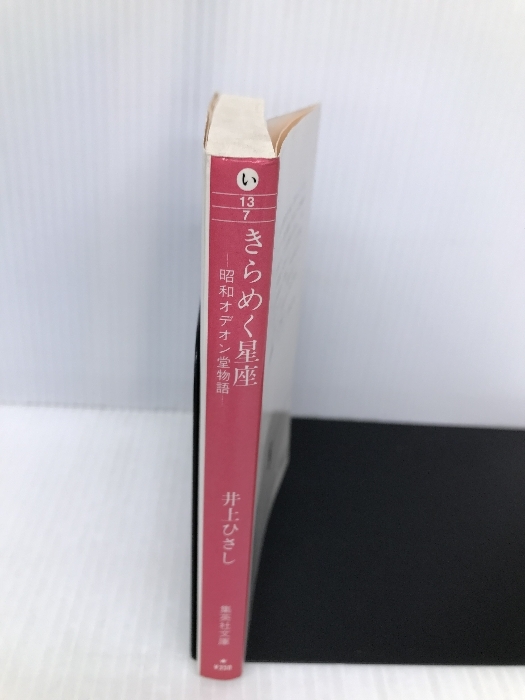 い
13
7
きらめく星座
―昭和オデオン堂物語―
井上ひさし
集英社文庫